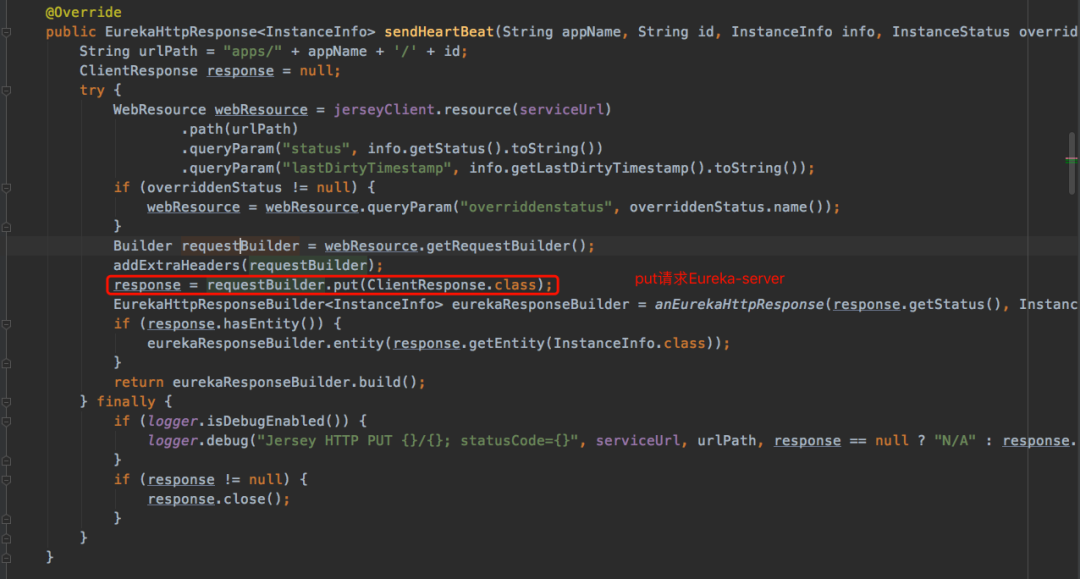 @Override
public EurekaHttpResponse<InstanceInfo> sendHeartBeat(String appName, String id, InstanceInfo info, InstanceStatus overrid
String urlPath = "apps/" + appName + '/' + id;
ClientResponse response = null;
try {
WebResource webResource = jerseyClient.resource(serviceUrl)
.path(urlPath)
.queryParam("status", info.getStatus().toString())
.queryParam("lastDirtyTimestamp", info.getLastDirtyTimestamp().toString());
if (overriddenStatus != null) {
webResource = webResource.queryParam("overriddenstatus", overriddenStatus.name());
}
Builder requestBuilder = webResource.getRequestBuilder();
addExtraHeaders(requestBuilder);
response = requestBuilder.put(ClientResponse.class); put请求Eureka-server
EurekaHttpResponseBuilder<InstanceInfo> eurekaResponseBuilder = anEurekaHttpResponse(response.getStatus(), Instanc
if (response.hasEntity()) {
eurekaResponseBuilder.entity(response.getEntity(InstanceInfo.class));
}
return eurekaResponseBuilder.build();
} finally {
if (logger.isDebugEnabled()) {
logger.debug("Jersey HTTP PUT {}/{}; statusCode={}", serviceUrl, urlPath, response == null ? "N/A" : response.
}
if (response != null) {
response.close();
}
}
}